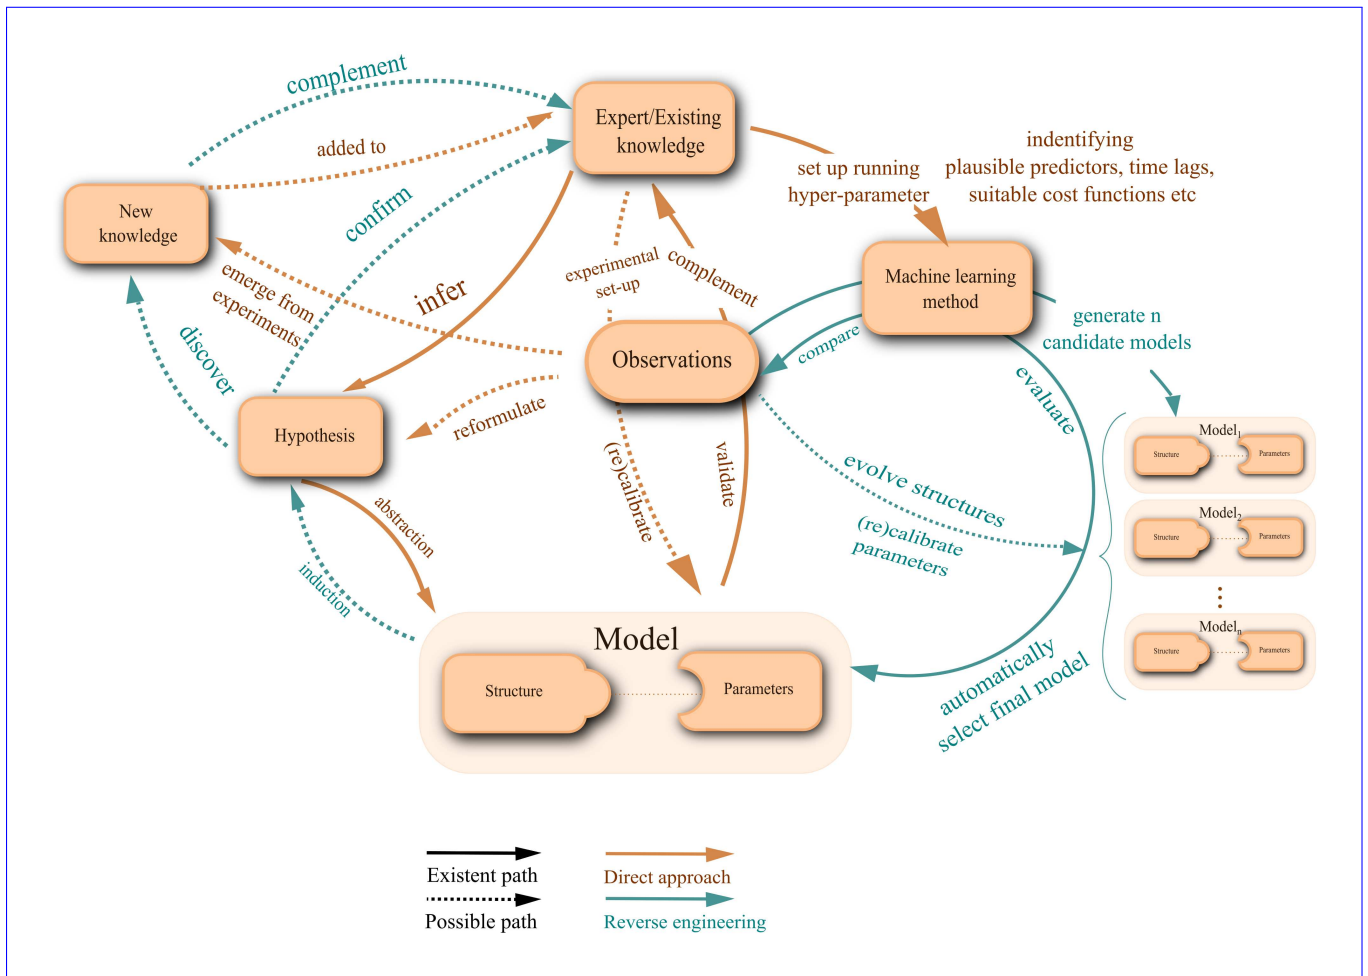 complement
Expert/Existing
knowledge
added to
indentifying
plausible predictors, time lags,
suitable cost functions etc
set up running
hyper-parameter
New
knowledge
confirm
experimental
set-up
complement
Machine learning
method
emerge from
experiments
infer
discover
Observations
compare
generate n
candidate models
evaluate
reformulate
Hypothesis
(re)calibrate
validate
evolve structures
(re)calibrate
parameters
abstraction
induction
Model1
Structure
Parameters
Model2
Structure
Parameters
Modeln
Structure
Parameters
Model
Structure
Parameters
automatically
select final model
Existent path
Direct approach
Possible path
Reverse engineering